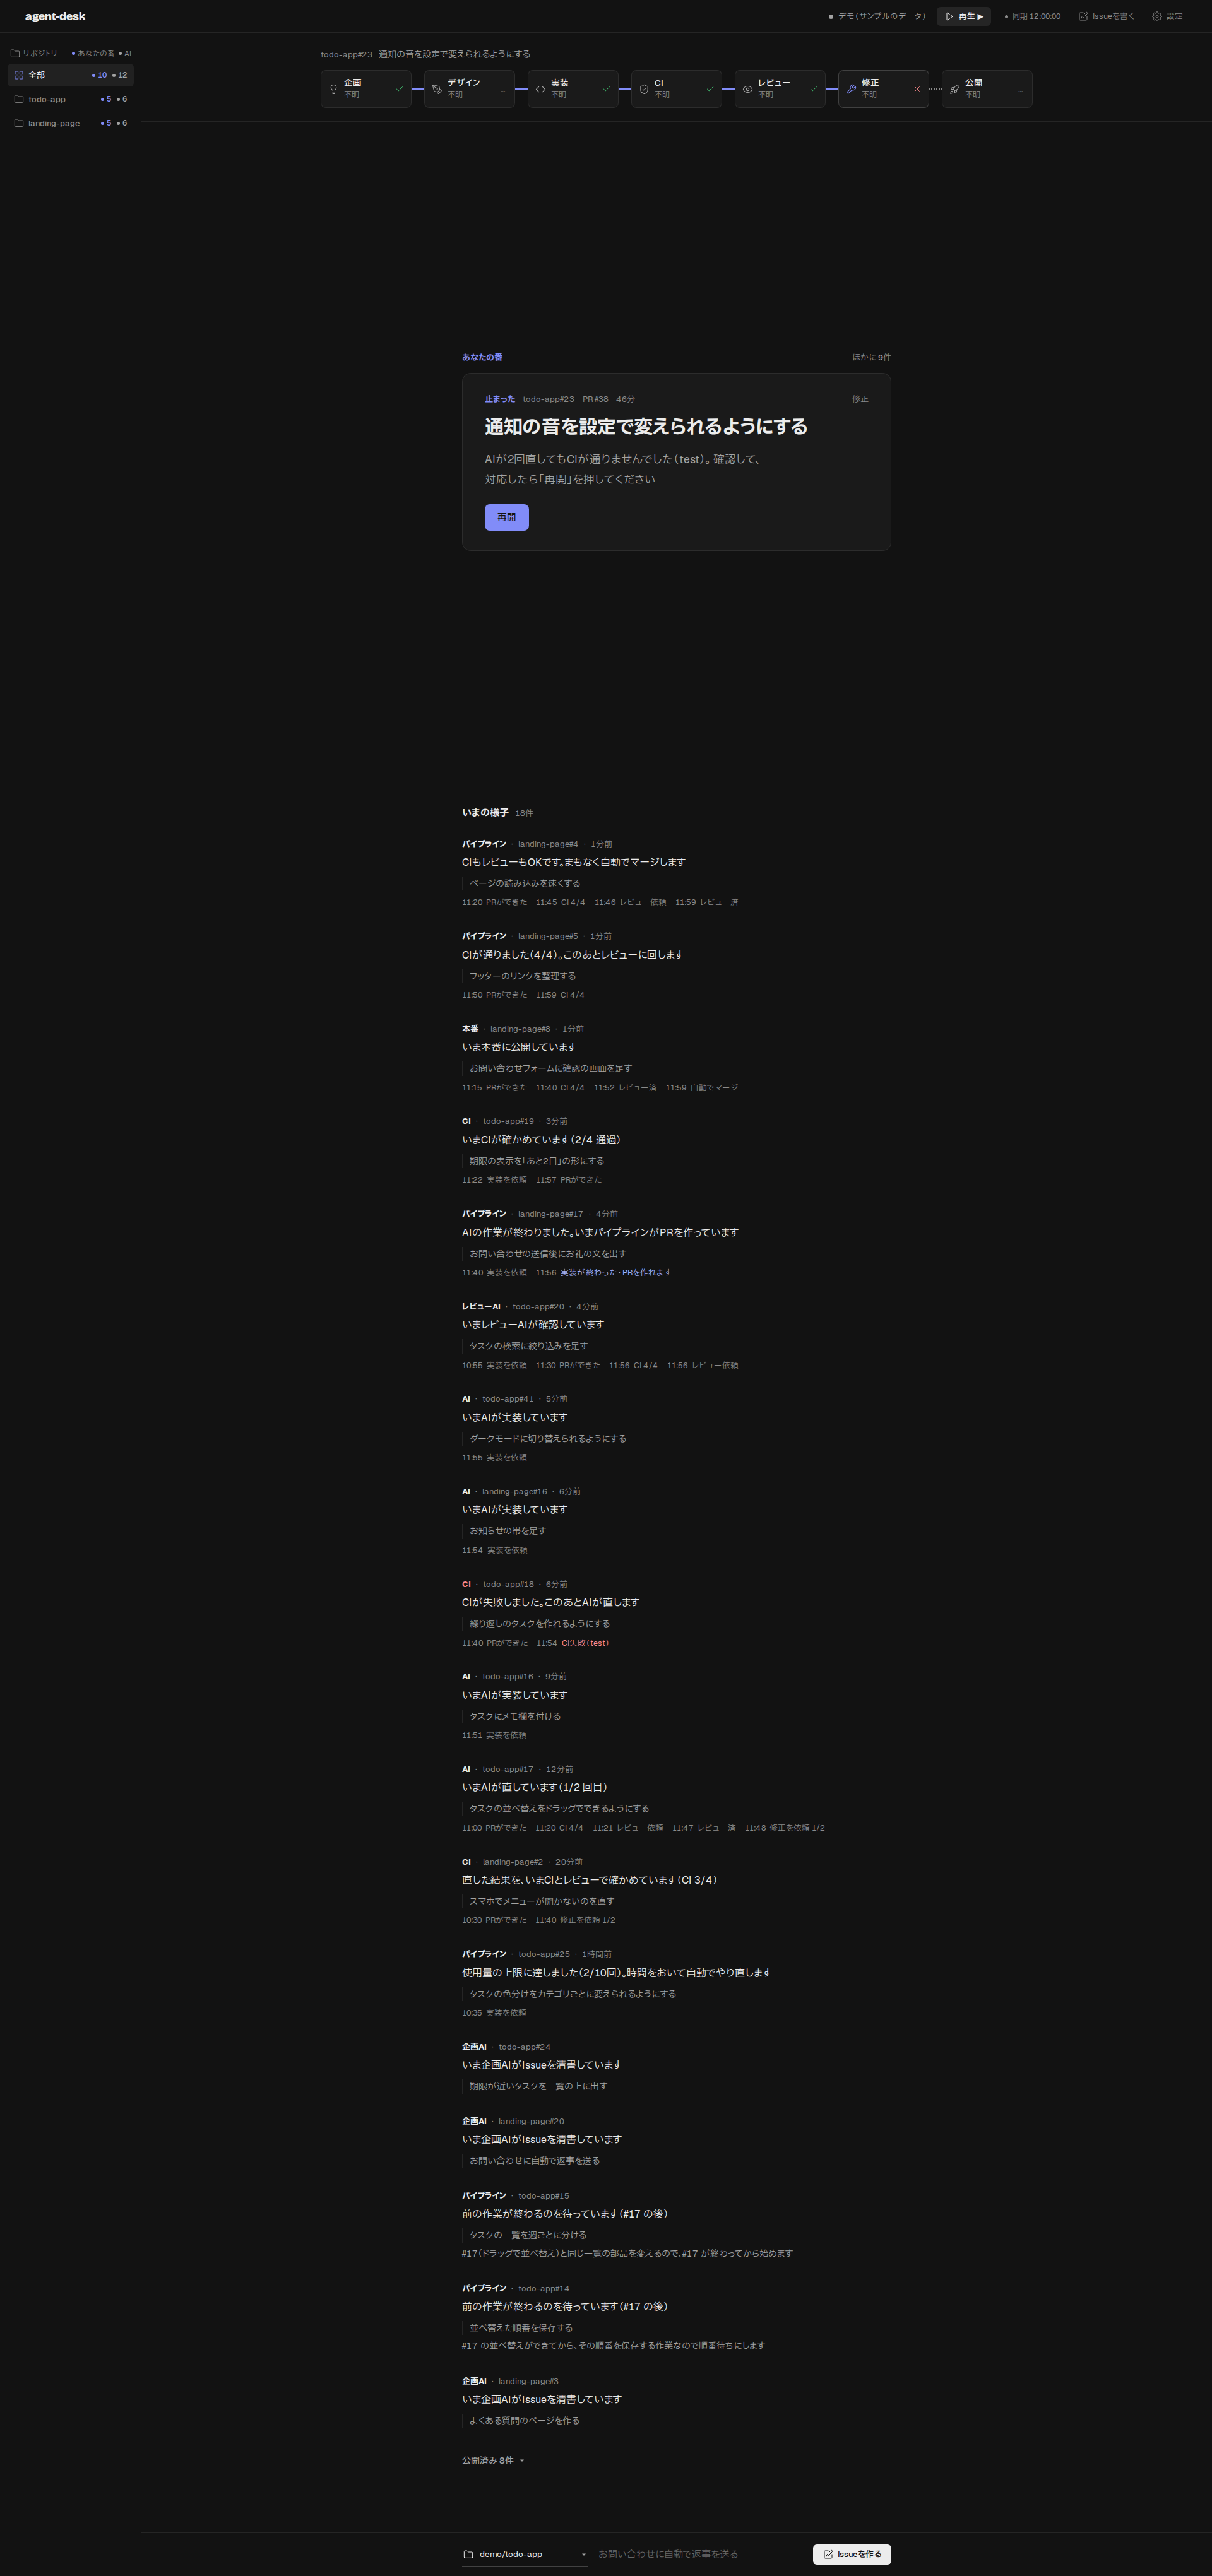 agent-desk
デモ（サンプルのデータ）
再生 ▶
同期 12:00:00
Issueを書く
設定
リポジトリ
あなたの番 AI
全部 10 12
todo-app 5 6
landing-page 5 6
todo-app#23 通知の音を設定で変えられるようにする
企画 不明
デザイン 不明 …
実装 不明
CI 不明
レビュー 不明
修正 不明
公開 不明 …
あなたの番 ほかに9件
止まった todo-app#23 PR #38 46分 修正
通知の音を設定で変えられるようにする
AIが2回直してもCIが通りませんでした（test）。確認して、
対応したら「再開」を押してください
再開
いまの様子 18件
パイプライン · landing-page#4 · 1分前
CIもレビューもOKです。まもなく自動でマージします
ページの読み込みを速くする
11:20 PRができた 11:45 CI 4/4 11:46 レビュー依頼 11:59 レビュー済
パイプライン · landing-page#5 · 1分前
CIが通りました（4/4）。このあとレビューに回します
フッターのリンクを整理する
11:50 PRができた 11:59 CI 4/4
本番 · landing-page#8 · 1分前
いま本番に公開しています
お問い合わせフォームに確認の画面を足す
11:15 PRができた 11:40 CI 4/4 11:52 レビュー済 11:59 自動でマージ
CI · todo-app#19 · 3分前
いまCIが確かめています（2/4 通過）
期限の表示を「あと2日」の形にする
11:22 実装を依頼 11:57 PRができた
パイプライン · landing-page#17 · 4分前
AIの作業が終わりました。いまパイプラインがPRを作っています
お問い合わせの送信後にお礼の文を出す
11:40 実装を依頼 11:56 実装が終わった · PRを作れます
レビューAI · todo-app#20 · 4分前
いまレビューAIが確認しています
タスクの検索に絞り込みを足す
10:55 実装を依頼 11:30 PRができた 11:56 CI 4/4 11:56 レビュー依頼
AI · todo-app#41 · 5分前
いまAIが実装しています
ダークモードに切り替えられるようにする
11:55 実装を依頼
AI · landing-page#16 · 6分前
いまAIが実装しています
お知らせの帯を足す
11:54 実装を依頼
CI · todo-app#18 · 6分前
CIが失敗しました。このあとAIが直します
繰り返しのタスクを作れるようにする
11:40 PRができた 11:54 CI失敗（test）
AI · todo-app#16 · 9分前
いまAIが実装しています
タスクにメモ欄を付ける
11:51 実装を依頼
AI · todo-app#17 · 12分前
いまAIが直しています（1/2 回目）
タスクの並べ替えをドラッグでできるようにする
11:00 PRができた 11:20 CI 4/4 11:21 レビュー依頼 11:47 レビュー済 11:48 修正を依頼 1/2
CI · landing-page#2 · 20分前
直した結果を、いまCIとレビューで確かめています（CI 3/4）
スマホでメニューが開かないのを直す
10:30 PRができた 11:40 修正を依頼 1/2
パイプライン · todo-app#25 · 1時間前
使用量の上限に達しました（2/10回）。時間をおいて自動でやり直します
タスクの色分けをカテゴリごとに変えられるようにする
10:35 実装を依頼
企画AI · todo-app#24
いま企画AIがIssueを清書しています
期限が近いタスクを一覧の上に出す
企画AI · landing-page#20
いま企画AIがIssueを清書しています
お問い合わせに自動で返事を送る
パイプライン · todo-app#15
前の作業が終わるのを待っています（#17 の後）
タスクの一覧を週ごとに分ける
#17（ドラッグで並べ替え）と同じ一覧の部品を変えるので、#17 が終わってから始めます
パイプライン · todo-app#14
前の作業が終わるのを待っています（#17 の後）
並べ替えた順番を保存する
#17 の並べ替えができてから、その順番を保存する作業なので順番待ちにします
企画AI · landing-page#3
いま企画AIがIssueを清書しています
よくある質問のページを作る
公開済み 8件
demo/todo-app
お問い合わせに自動で返事を送る
Issueを作る